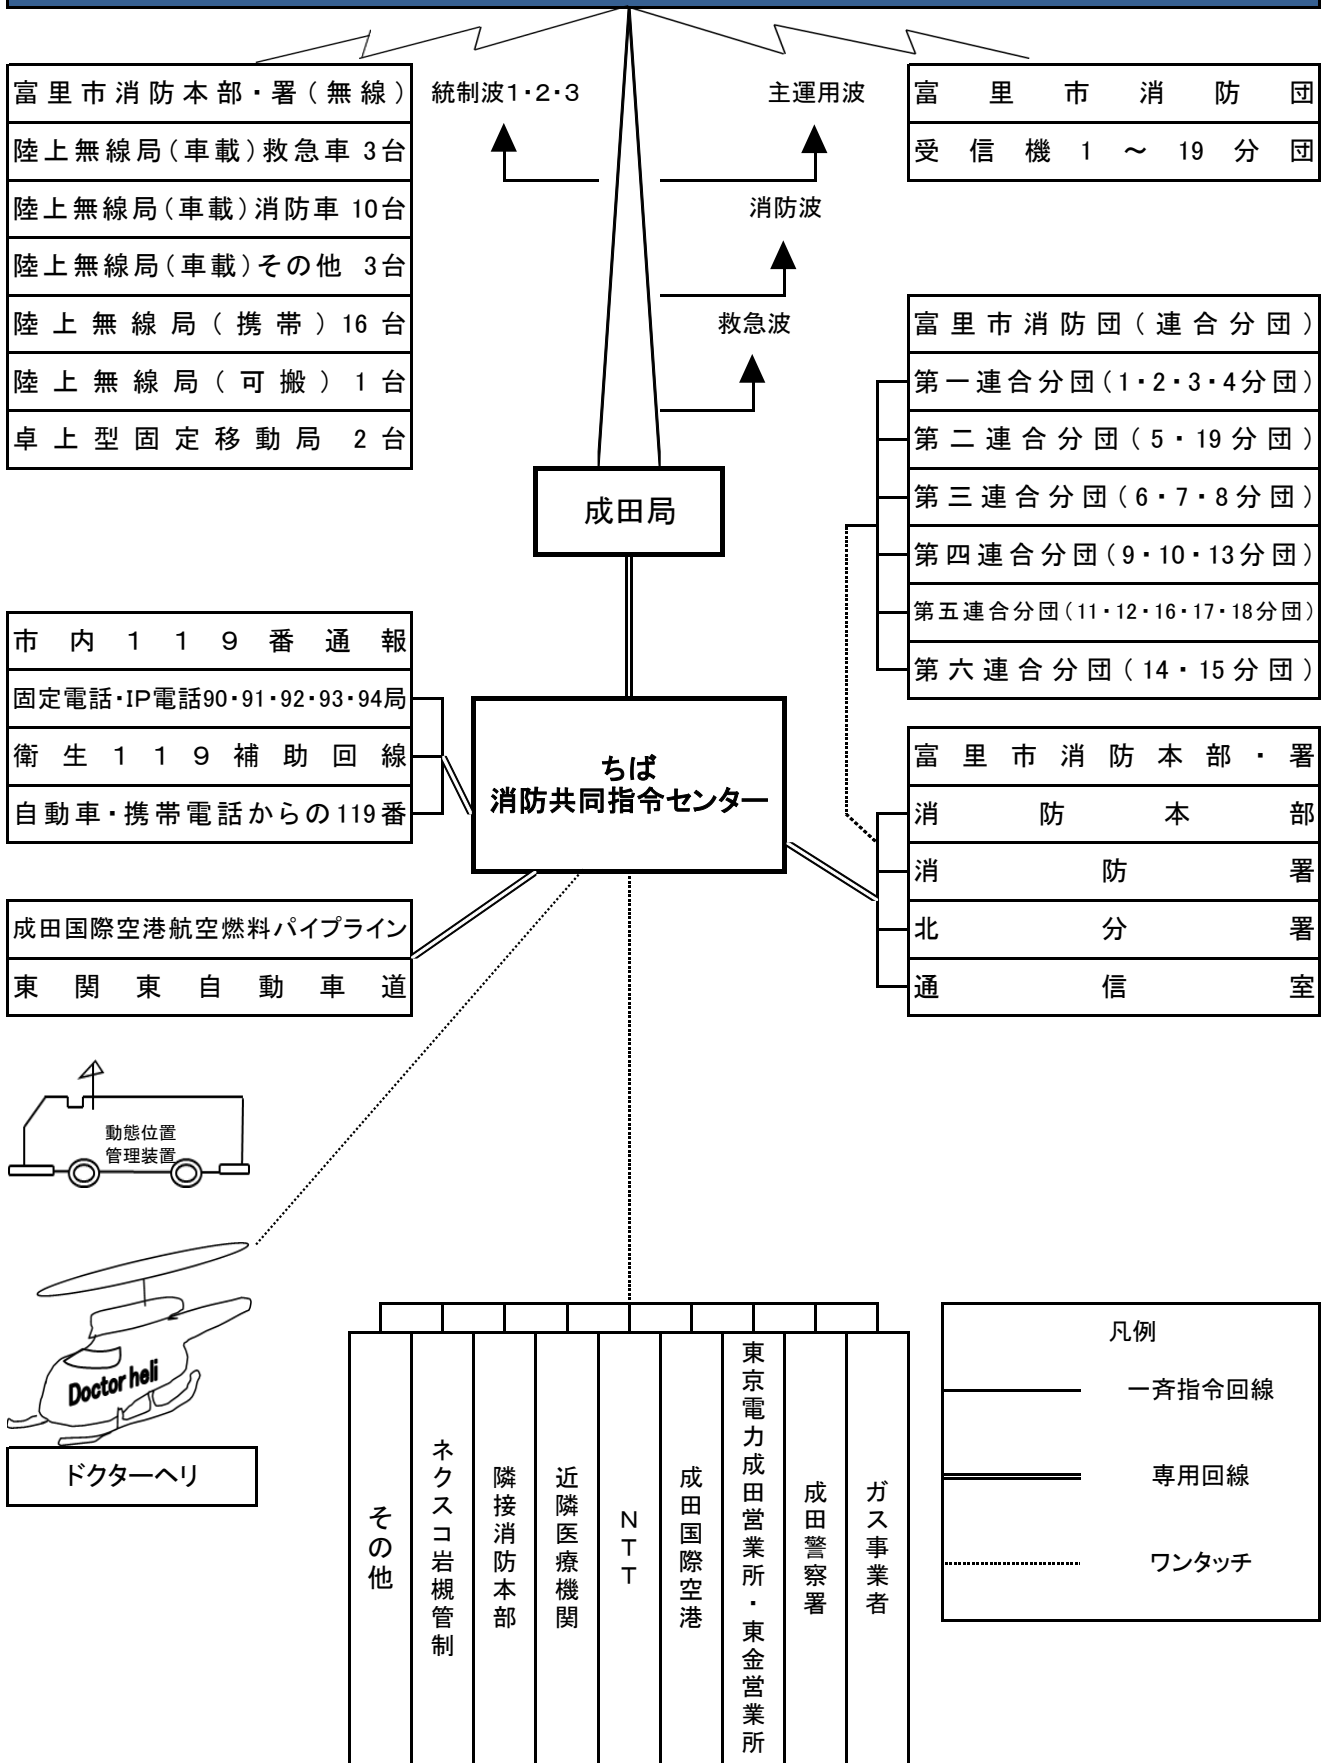 富里市消防本部・署(無線)
陸上無線局(車載)救急車 3台
陸上無線局(車載)消防車 10台
陸上無線局(車載)その他 3台
陸上無線局(携帯)16台
陸上無線局(可搬)1台
卓上型固定移動局 2台
統制波1・2・3
主運用波
消防波
救急波
富里市消防団
受信機1~19分団
富里市消防団(連合分団)
第一連合分団(1・2・3・4分団)
第二連合分団(5・19分団)
第三連合分団(6・7・8分団)
第四連合分団(9・10・13分団)
第五連合分団(11・12・16・17・18分団)
第六連合分団(14・15分団)
成田局
市内119番通報
固定電話・IP電話90・91・92・93・94局
衛生119補助回線
自動車・携帯電話からの119番
ちば
消防共同指令センター
富里市消防本部・署
消防本部
消防署
北分署
通信室
成田国際空港航空燃料パイプライン
東関東自動車道
動態位置
管理装置
Doctor heli
ドクターヘリ
その他
ネクスコ岩槻管制
隣接消防本部
近隣医療機関
NTT
成田国際空港
東京電力成田営業所・東金営業所
成田警察署
ガス事業者
凡例
一斉指令回線
専用回線
ワンタッチ